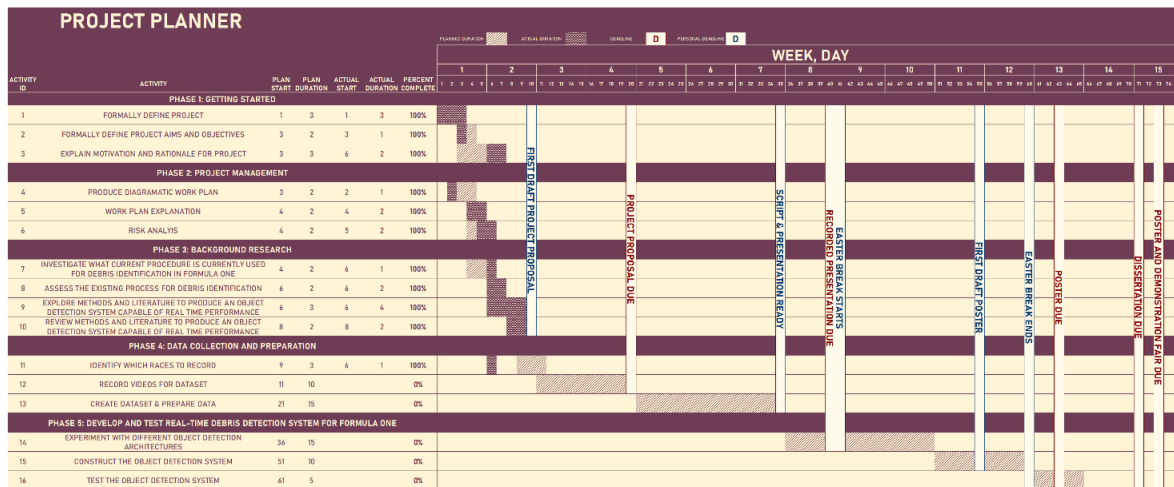 PROJECT PLANNER
PLANNED DURATION ACTUAL DURATION DEADLINE D PERSONAL DEADLINE D
WEEK, DAY
1 2 3 4 5 6 7 8 9 10 11 12 13 14 15
ACTIVITY ID ACTIVITY PLAN START PLAN DURATION ACTUAL START ACTUAL DURATION PERCENT COMPLETE
PHASE 1: GETTING STARTED
1 FORMALLY DEFINE PROJECT 1 3 1 3 100%
2 FORMALLY DEFINE PROJECT AIMS AND OBJECTIVES 3 2 3 1 100%
3 EXPLAIN MOTIVATION AND RATIONALE FOR PROJECT 3 3 6 2 100%
PHASE 2: PROJECT MANAGEMENT
4 PRODUCE DIAGRAMATIC WORK PLAN 3 2 2 1 100%
5 WORK PLAN EXPLANATION 4 2 4 2 100%
6 RISK ANALYIS 4 2 5 2 100%
PHASE 3: BACKGROUND RESEARCH
7 INVESTIGATE WHAT CURRENT PROCEDURE IS CURRENTLY USED
FOR DEBRIS IDENTIFICATION IN FORMULA ONE 4 2 6 1 100%
8 ASSESS THE EXISTING PROCESS FOR DEBRIS IDENTIFICATION 6 2 6 2 100%
9 EXPLORE METHODS AND LITERATURE TO PRODUCE AN OBJECT
DETECTION SYSTEM CAPABLE OF REAL TIME PERFORMANCE 6 3 6 4 100%
10 REVIEW METHODS AND LITERATURE TO PRODUCE AN OBJECT
DETECTION SYSTEM CAPABLE OF REAL TIME PERFORMANCE 8 2 8 2 100%
PHASE 4: DATA COLLECTION AND PREPARATION
11 IDENTIFY WHICH RACES TO RECORD 9 3 6 1 100%
12 RECORD VIDEOS FOR DATASET 11 10 0%
13 CREATE DATASET & PREPARE DATA 21 15 0%
PHASE 5: DEVELOP AND TEST REAL-TIME DEBRIS DETECTION SYSTEM FOR FORMULA ONE
14 EXPERIMENT WITH DIFFERENT OBJECT DETECTION
ARCHITECTURES 36 15 0%
15 CONSTRUCT THE OBJECT DETECTION SYSTEM 51 10 0%
16 TEST THE OBJECT DETECTION SYSTEM 61 5 0%
FIRST DRAFT PROJECT PROPOSAL
PROJECT PROPOSAL DUE
SCRIPT & PRESENTATION READY
RECORDED PRESENTATION DUE
EASTER BREAK STARTS
FIRST DRAFT POSTER
EASTER BREAK ENDS
POSTER DUE
DISSERTATION DUE
POSTER AND DEMONSTRATION FAIR DUE